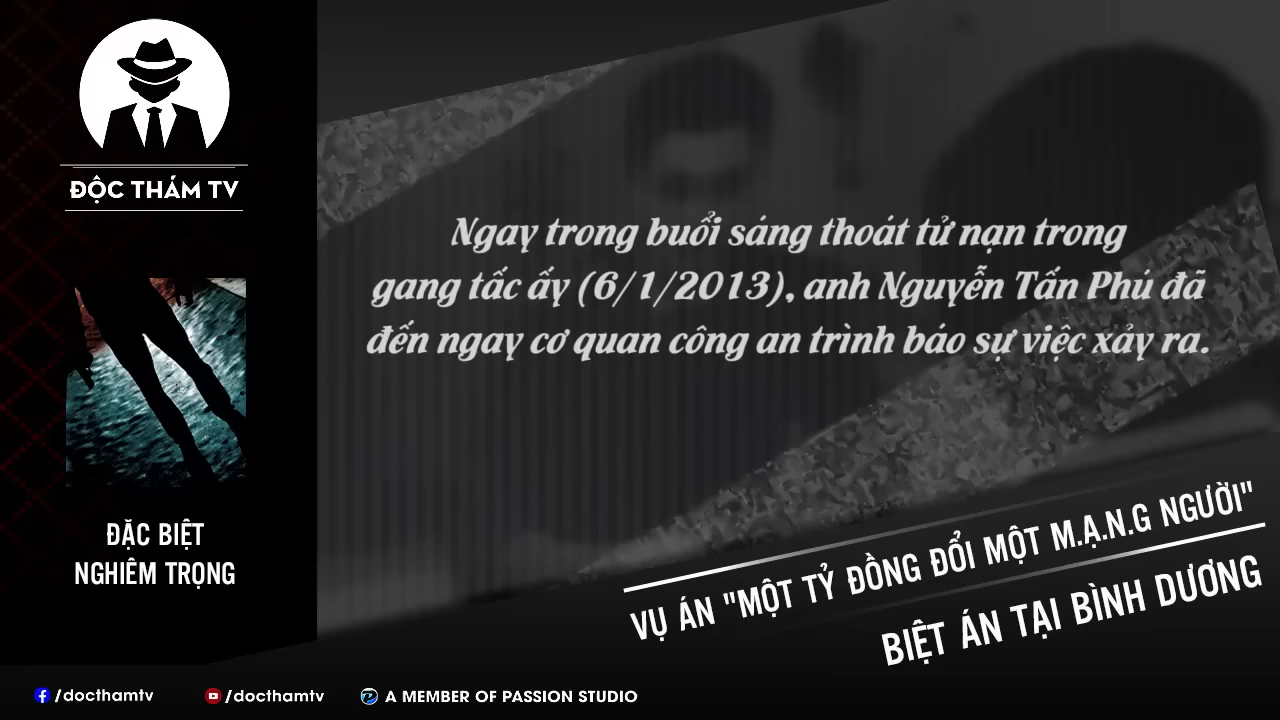 ĐỘC THÁM TV
ĐẶC BIỆT
NGHIÊM TRỌNG
Ngay trong buổi sáng thoát tử nạn trong
gang tấc ấy (6/1/2013), anh Nguyễn Tấn Phú đã
đến ngay cơ quan công an trình báo sự việc xảy ra.
VỤ ÁN "MỘT TỶ ĐỒNG ĐỔI MỘT M.Ạ.N.G NGƯỜI"
BIỆT ÁN TẠI BÌNH DƯƠNG
/docthamtv
/docthamtv
A MEMBER OF PASSION STUDIO